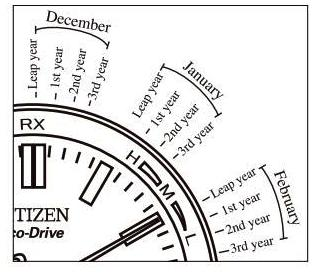 December
-Leap year
-1st year
-2nd year
-3rd year
January
Leap year
-1st year
-2nd year
-3rd year
February
-Leap year
-1st year
-2nd year
-3rd year
RX
H
M
L
TIZEN
co-Drive